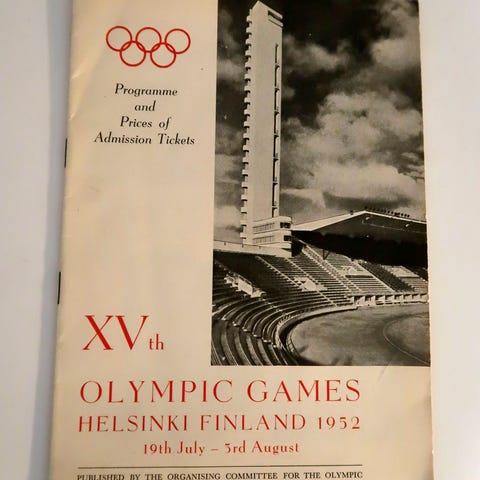 Programme
and
Prices of
Admission Tickets
XVth
OLYMPIC GAMES
HELSINKI FINLAND 1952
19th July – 3rd August
PUBLISHED BY THE ORGANISING COMMITTEE FOR THE OLYMPIC